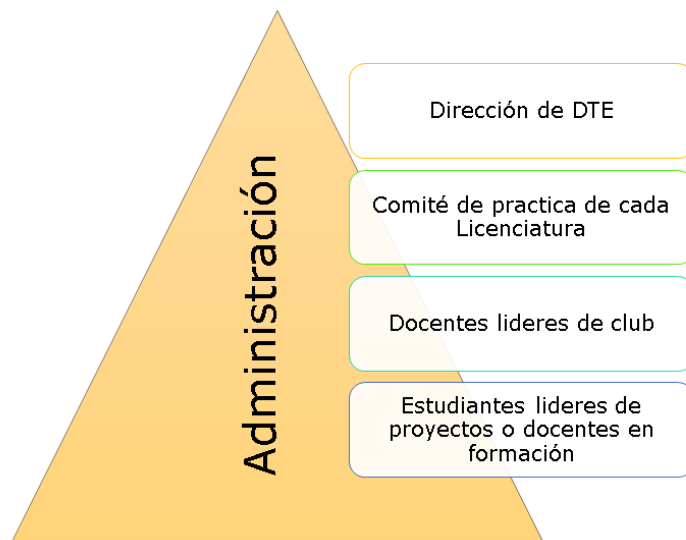 Administración
Dirección de DTE
Comité de practica de cada
Licenciatura
Docentes lideres de club
Estudiantes lideres de
proyectos o docentes en
formación